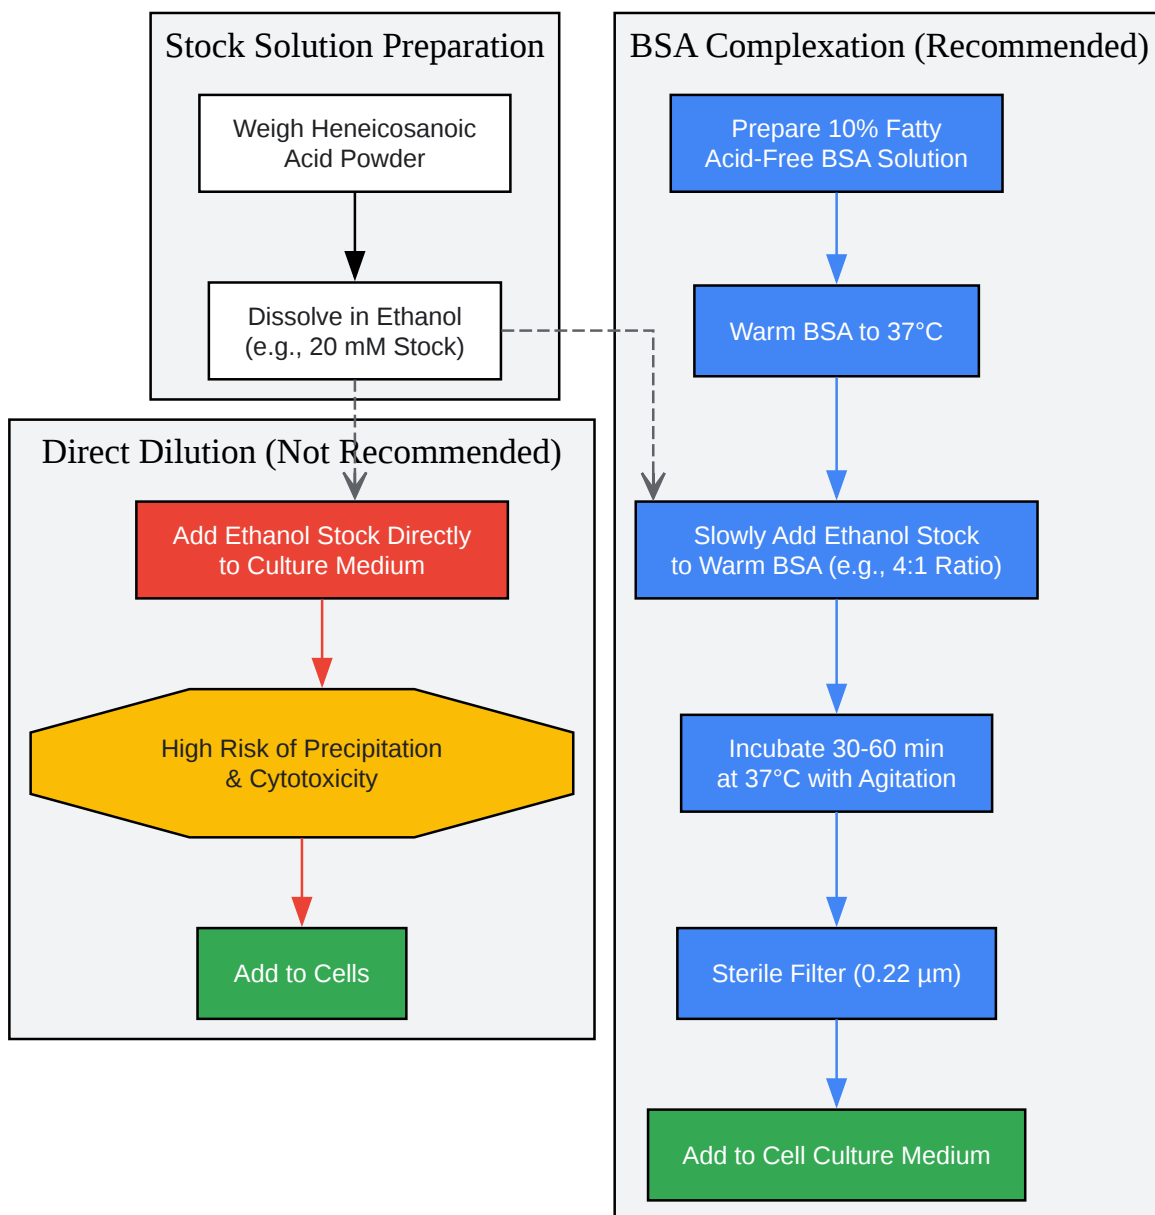 Stock Solution Preparation
Weigh Heneicosanoic
Acid Powder
Dissolve in Ethanol
(e.g., 20 mM Stock)
Direct Dilution (Not Recommended)
Add Ethanol Stock Directly
to Culture Medium
High Risk of Precipitation
& Cytotoxicity
Add to Cells
BSA Complexation (Recommended)
Prepare 10% Fatty
Acid-Free BSA Solution
Warm BSA to 37°C
Slowly Add Ethanol Stock
to Warm BSA (e.g., 4:1 Ratio)
Incubate 30-60 min
at 37°C with Agitation
Sterile Filter (0.22 µm)
Add to Cell Culture Medium